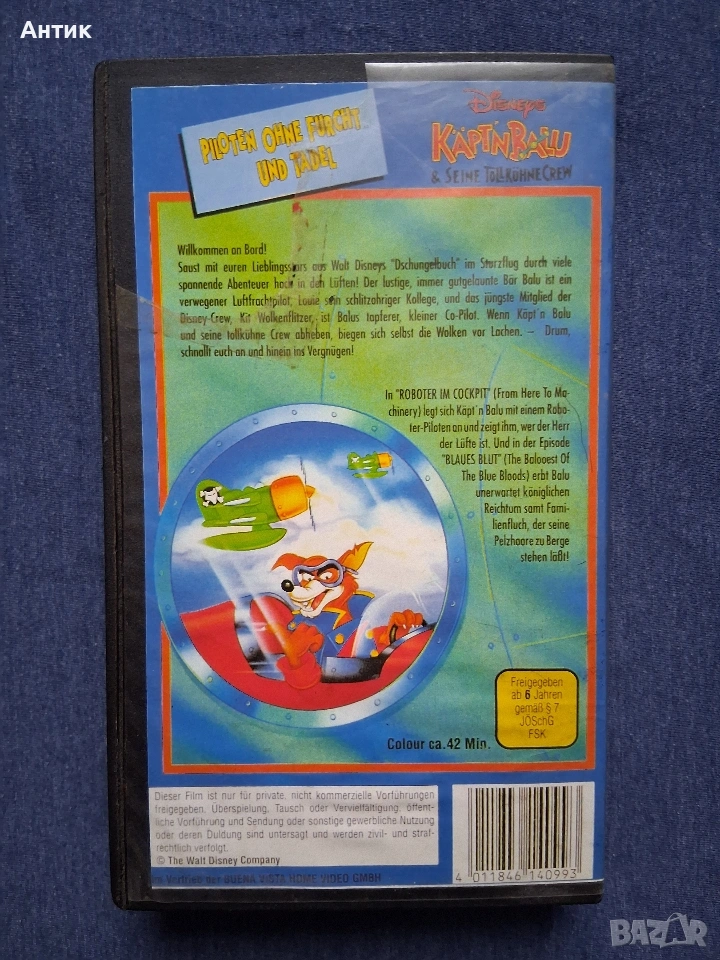 Антик
PILOTEN OHNE FURCHT
UND TADEL
DISNEYS
KÄPT'N BALU
& SEINE TOLLKÜHNE CREW
Willkommen an Bord!
Saust mit euren Lieblingsstars aus Walt Disneys "Dschungelbuch" im Sturzflug durch viele
spannende Abenteuer hoch in den Lüften! Der lustige, immer gutgelaunte Bär Balu ist ein
verwegener Luftfrachtpilot, Louie sein schlitzohriger Kollege, und das jüngste Mitglied der
Disney-Crew, Kit Wolkenflitzer, ist Balus tapferer, kleiner Co-Pilot. Wenn Käpt'n Balu
und seine tollkühne Crew abheben, biegen sich selbst die Wolken vor Lachen. – Drum,
schnallt euch an und hinein ins Vergnügen!
In "ROBOTER IM COCKPIT" (From Here To Ma-
chinery) legt sich Käpt'n Balu mit einem Robo-
ter-Piloten an und zeigt ihm, wer der Herr
der Lüfte ist. Und in der Episode
"BLAUES BLUT" (The Balooest Of
The Blue Bloods) erbt Balu
unerwartet königlichen
Reichtum samt Fami-
lienfluch, der seine
Pelzhaare zu Berge
stehen läßt!
Freigegeben
ab 6 Jahren
gemäß § 7
JÖSchG
FSK
Colour ca. 42 Min.
Dieser Film ist nur für private, nicht kommerzielle Vorführungen
freigegeben. Überspielung, Tausch oder Vervielfältigung, öffent-
liche Vorführung und Sendung oder sonstige gewerbliche Nutzung
oder deren Duldung sind untersagt und werden zivil- und straf-
rechtlich verfolgt.
© The Walt Disney Company
Im Vertrieb der BUENA VISTA HOME VIDEO GMBH
4 011846 140993
BAZAR